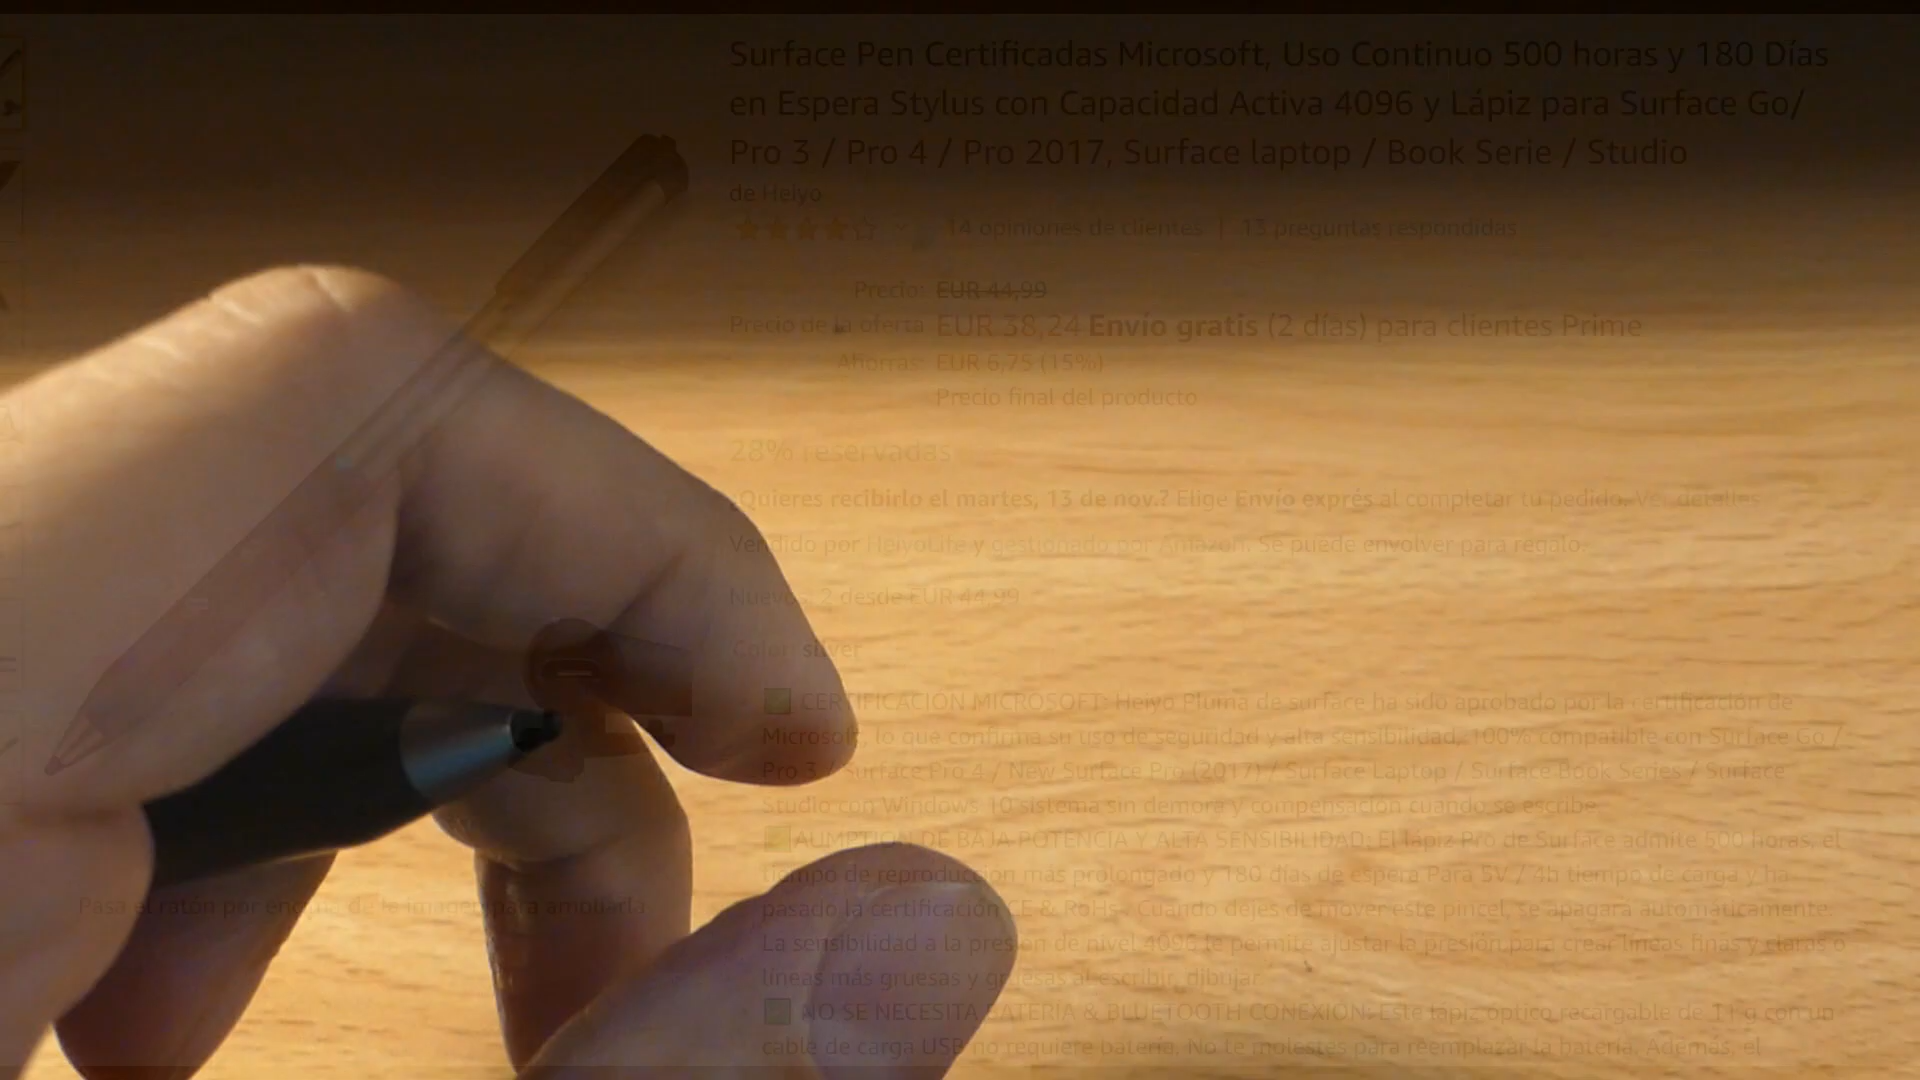 Surface Pen Certificadas Microsoft, Uso Continuo 500 horas y 180 Días
en Espera Stylus con Capacidad Activa 4096 y Lápiz para Surface Go/
Pro 3 / Pro 4 / Pro 2017, Surface laptop / Book Serie / Studio
de Heiyo
14 opiniones de clientes | 13 preguntas respondidas
Precio: EUR 44,99
Precio de la oferta EUR 38,24 Envío gratis (2 días) para clientes Prime
Ahorras: EUR 6,75 (15%)
Precio final del producto
28% reservadas
¿Quieres recibirlo el martes, 13 de nov.? Elige Envío exprés al completar tu pedido. Ver detalles
Vendido por HeiyoLife y gestionado por Amazon. Se puede envolver para regalo.
Nuevos: 2 desde EUR 44,99
Color: silver
CERTIFICACIÓN MICROSOFT: Heiyo Pluma de surface ha sido aprobado por la certificación de
Microsoft, lo que confirma su uso de seguridad y alta sensibilidad, 100% compatible con Surface Go /
Pro 3 / Surface Pro 4 / New Surface Pro (2017) / Surface Laptop / Surface Book Series / Surface
Studio con Windows 10 sistema sin demora y compensación cuando se escribe.
AUMPTION DE BAJA POTENCIA Y ALTA SENSIBILIDAD: El lápiz Pro de Surface admite 500 horas, el
tiempo de reproducción más prolongado y 180 días de espera Para 5V / 4h tiempo de carga y ha
pasado la certificación CE & RoHs. Cuando dejes de mover este pincel, se apagará automáticamente.
La sensibilidad a la presión de nivel 4096 le permite ajustar la presión para crear líneas finas y claras o
líneas más gruesas y gruesas al escribir, dibujar.
NO SE NECESITA BATERÍA & BLUETOOTH CONEXIÓN: Este lápiz óptico recargable de 11 g con un
cable de carga USB no requiere batería. No te molestes para reemplazar la batería. Además, el
Pasa el ratón por encima de la imagen para ampliarla